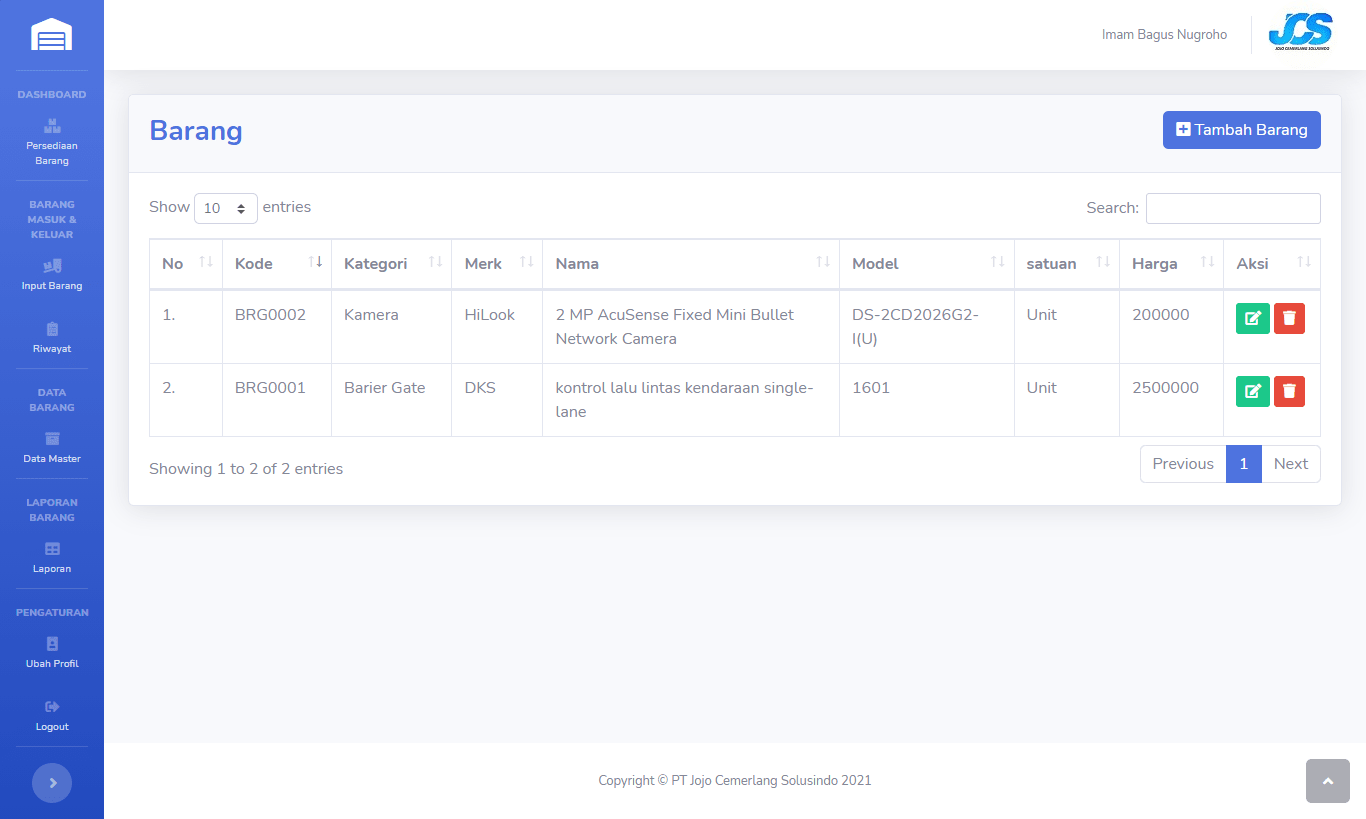 Imam Bagus Nugroho
JCS
JOJO CEMERLANG SOLUSINDO
DASHBOARD
Persediaan
Barang
BARANG
MASUK &
KELUAR
Input Barang
Riwayat
DATA
BARANG
Data Master
LAPORAN
BARANG
Laporan
PENGATURAN
Ubah Profil
Logout
Barang
Tambah Barang
Show 10 entries
Search:
No Kode Kategori Merk Nama Model satuan Harga Aksi
1. BRG0002 Kamera HiLook 2 MP AcuSense Fixed Mini Bullet DS-2CD2026G2- Unit 200000
Network Camera I(U)
2. BRG0001 Barier Gate DKS kontrol lalu lintas kendaraan single- 1601 Unit 2500000
lane
Showing 1 to 2 of 2 entries
Previous 1 Next
Copyright © PT Jojo Cemerlang Solusindo 2021